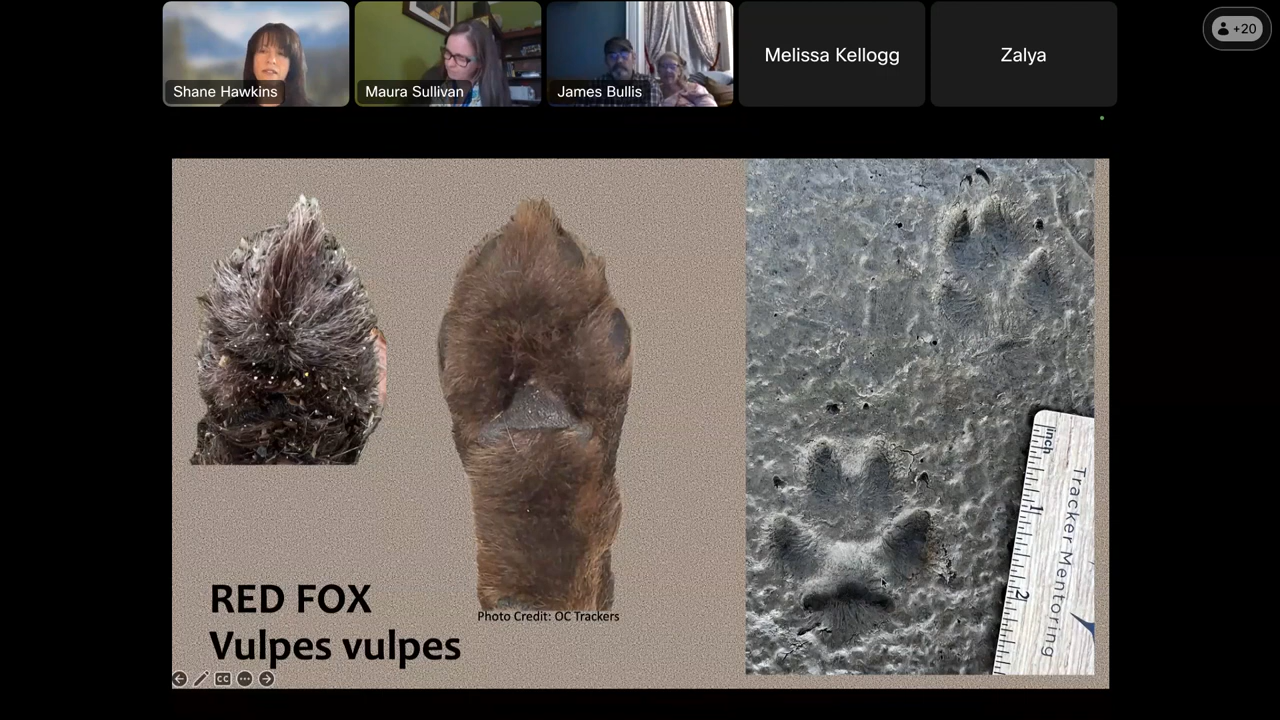 Shane Hawkins
Maura Sullivan
James Bullis
Melissa Kellogg
Zalya
+20
inch
1
2
Tracker Mentoring
RED FOX
Vulpes vulpes
Photo Credit: OC Trackers
CC